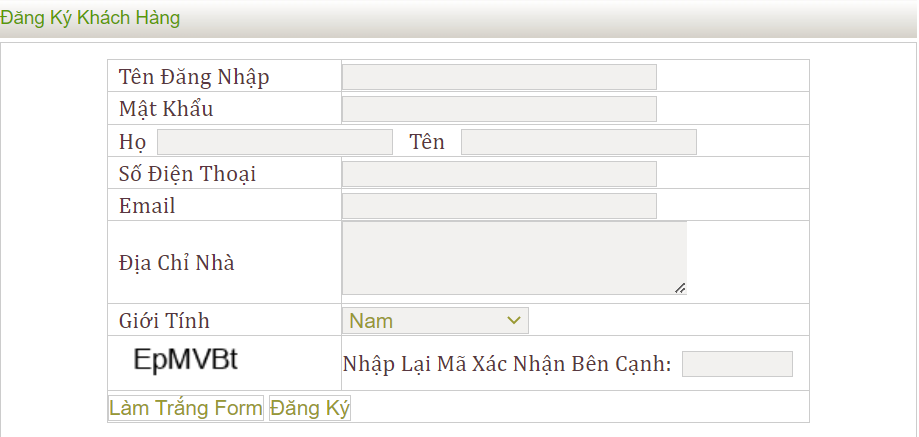 Đăng Ký Khách Hàng
Tên Đăng Nhập
Mật Khẩu
Họ Tên
Số Điện Thoại
Email
Địa Chỉ Nhà
Giới Tính Nam
EpMVBt Nhập Lại Mã Xác Nhận Bên Cạnh:
Làm Trắng Form Đăng Ký